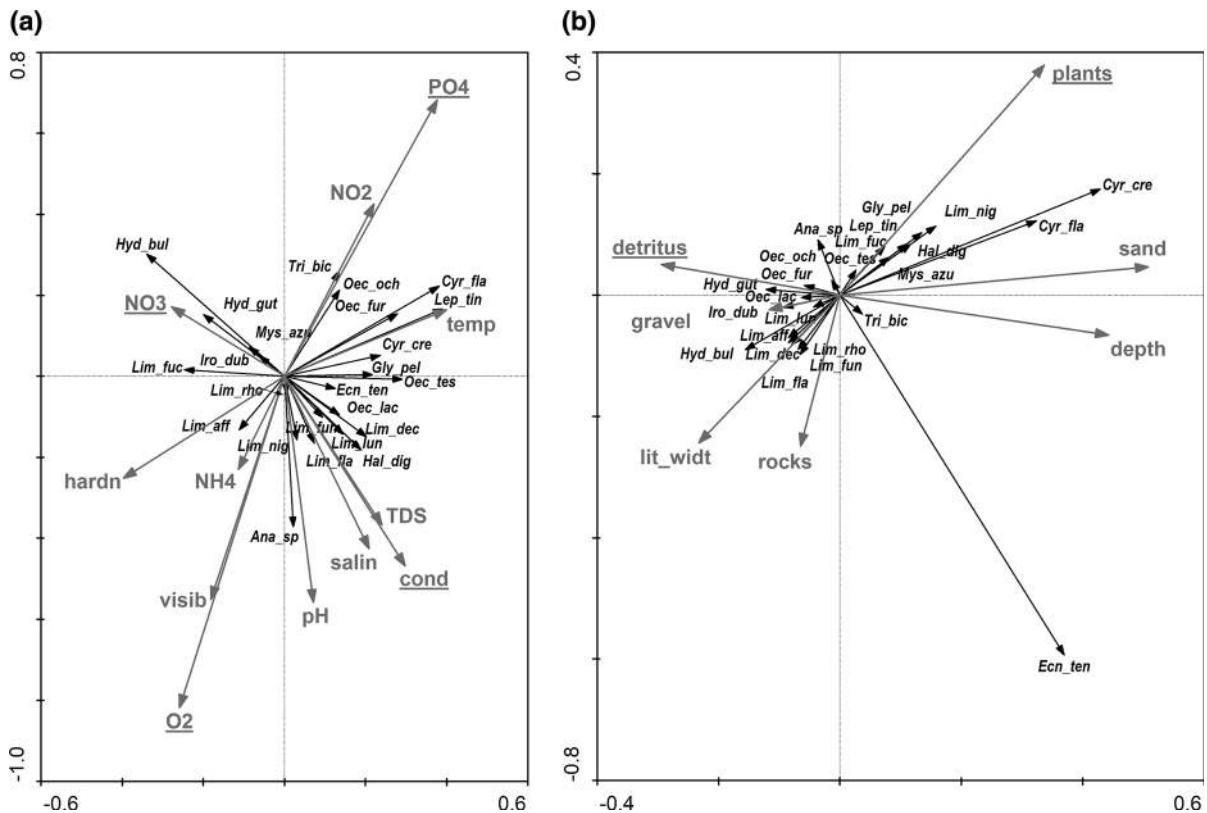 (a)
0.8
PO4
NO2
Hyd_bul
Tri_bic
Oec_och
Cyr_fla
NO3
Hyd_gut
Oec_fur
Lep_tin
Mys_azu
temp
Cyr_cre
Lim_fuc
Iro_dub
Gly_pel
Oec_tes
Lim_rho
Ecn_ten
Oec_lac
Lim_aff
Lim_fun
Lim_dec
Lim_nig
Lim_lun
Lim_fla
Hal_dig
hardn
NH4
TDS
Ana_sp
salin
cond
visib
pH
O2
-1.0
-0.6
0.6
(b)
0.4
plants
Cyr_cre
Gly_pel
Lim_nig
Ana_sp
Lep_tin
Cyr_fla
Lim_fuc
detritus
Oec_och
Oec_tes
Hal_dig
sand
Oec_fur
Mys_azu
Hyd_gut
Oec_lac
Iro_dub
Lim_lun
Tri_bic
gravel
Lim_aff
depth
Hyd_bul
Lim_dec
Lim_rho
Lim_fun
Lim_fla
lit_widt
rocks
Ecn_ten
-0.8
-0.4
0.6